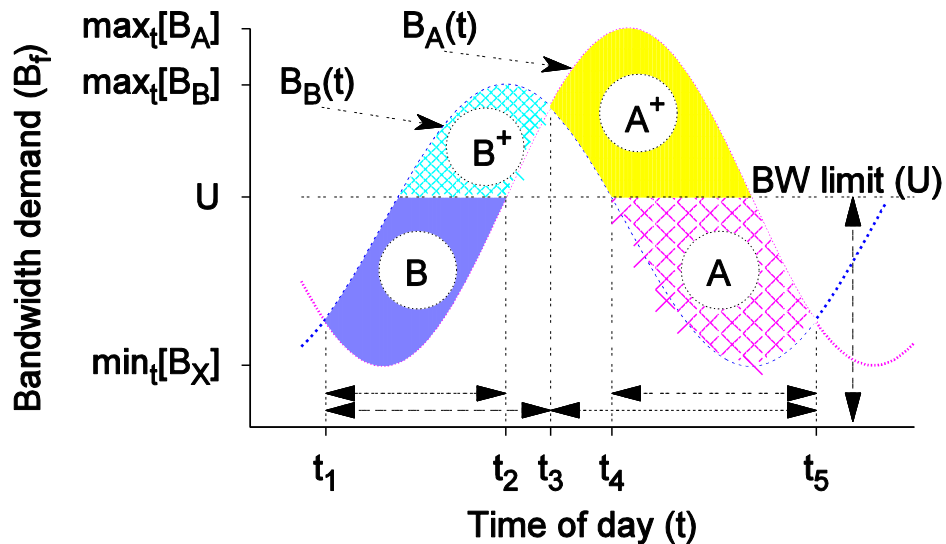 max_t[B_A]
max_t[B_B]
U
min_t[B_X]
Bandwidth demand (B_f)
B_A(t)
B_B(t)
B^+
A^+
B
A
BW limit (U)
t_1
t_2
t_3
t_4
t_5
Time of day (t)